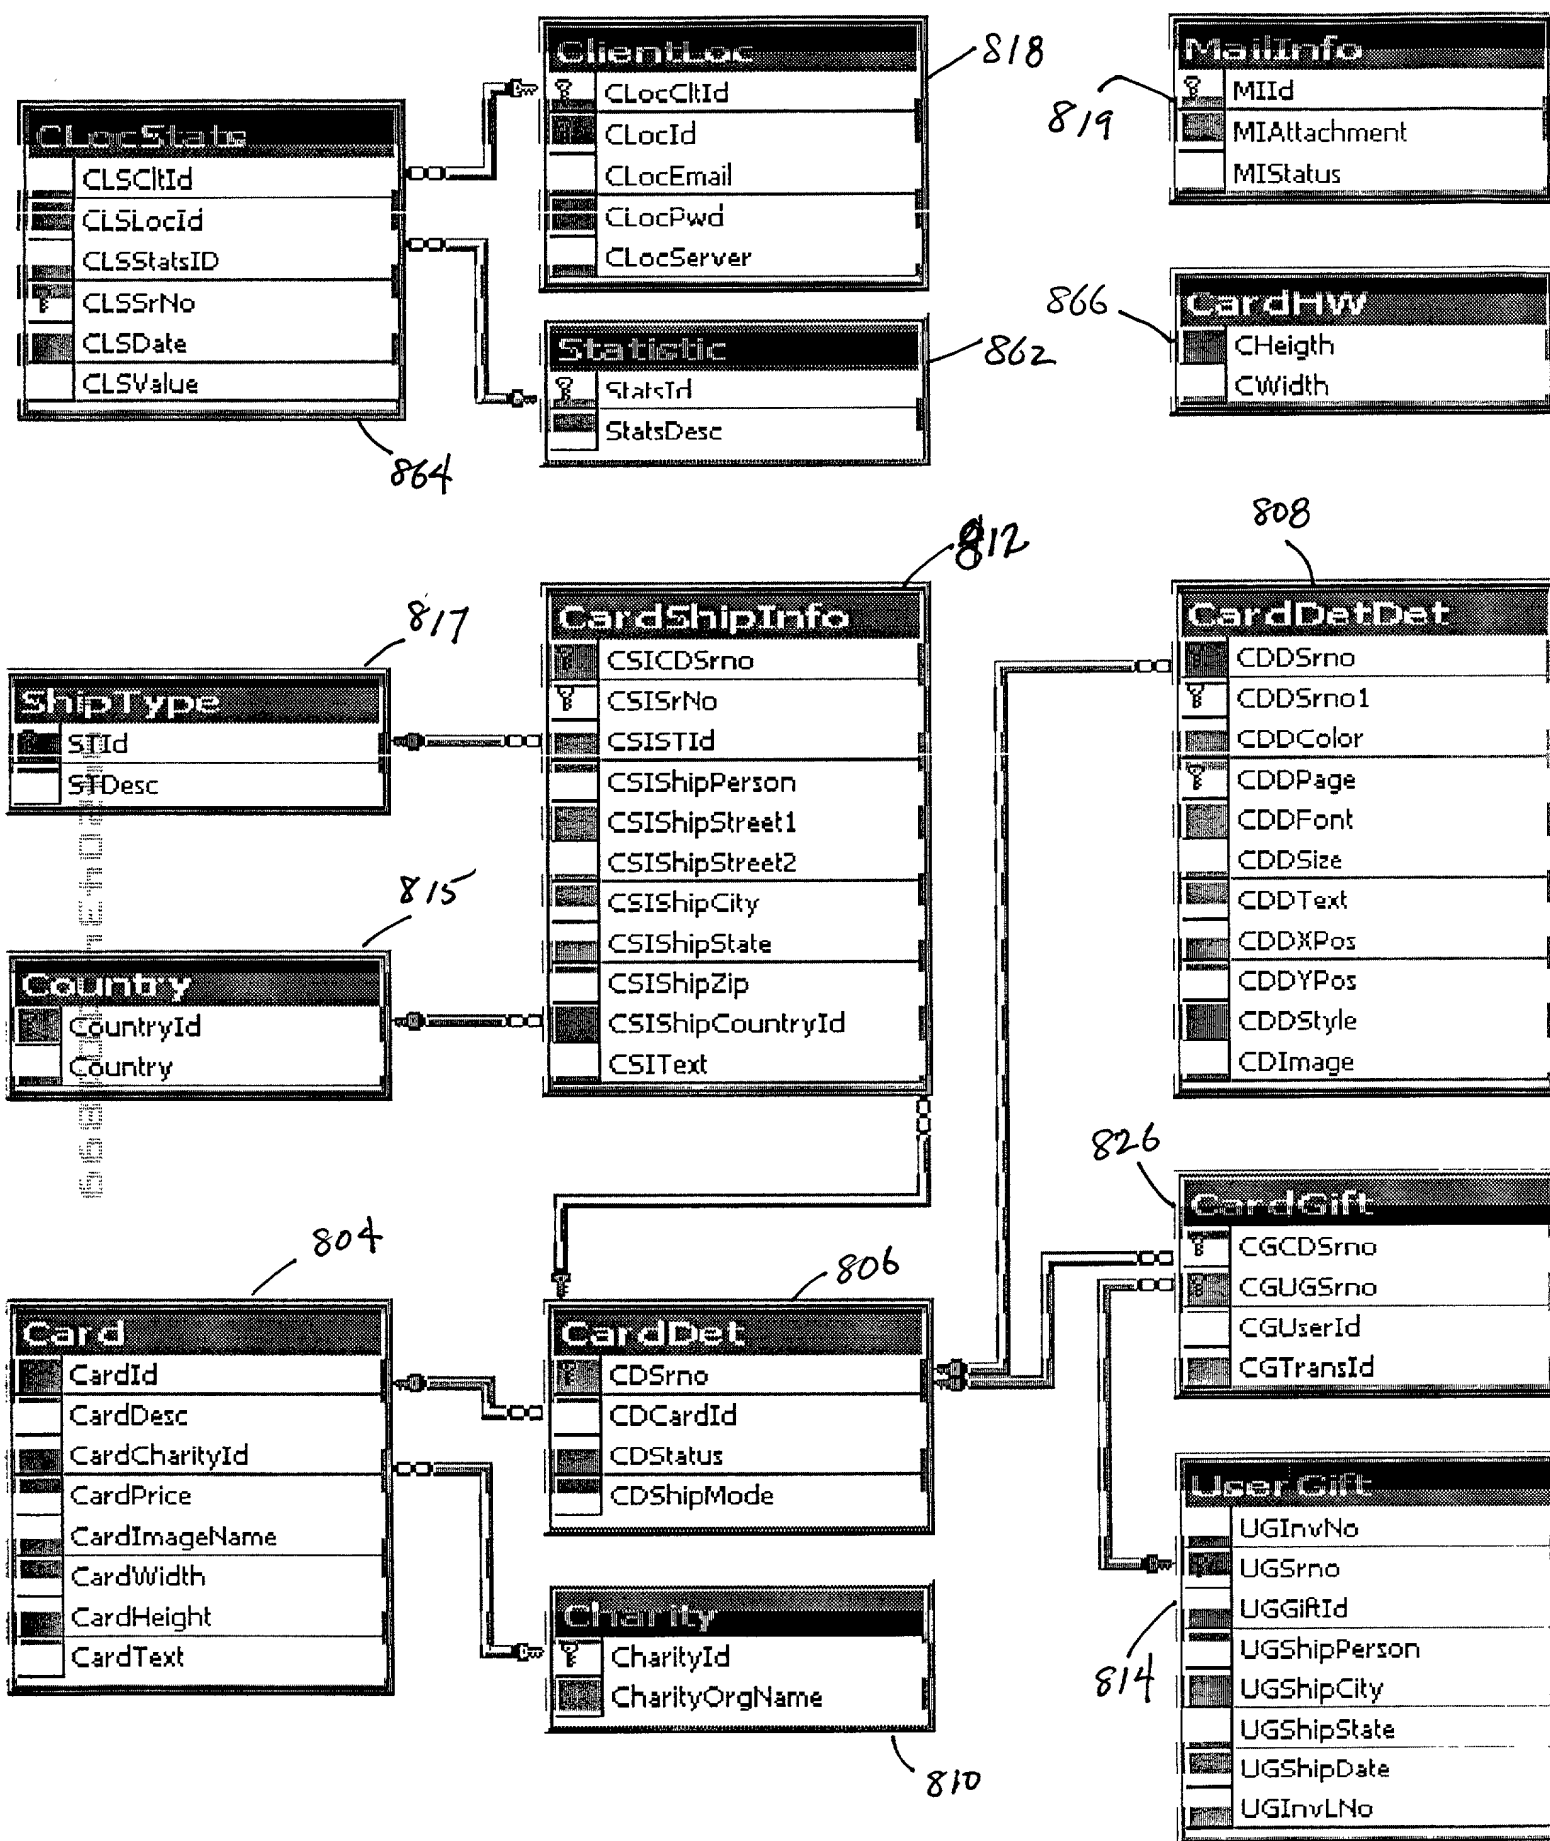 ClientLoc
CLocCltId
CLocId
CLocEmail
CLocPwd
CLocServer
818
MailInfo
MIId
MIAttachment
MIStatus
819
CLocStats
CLSCltId
CLSLocId
CLSStatsID
CLSSrNo
CLSDate
CLSValue
864
Statistic
StatsId
StatsDesc
862
CardHW
CHeigth
CWidth
866
CardShipInfo
CSICDSrno
CSISrNo
CSISTId
CSIShipPerson
CSIShipStreet1
CSIShipStreet2
CSIShipCity
CSIShipState
CSIShipZip
CSIShipCountryId
CSIText
812
CardDetDet
CDDSrno
CDDSrno1
CDDColor
CDDPage
CDDFont
CDDSize
CDDText
CDDXPos
CDDYPos
CDDStyle
CDImage
808
ShipType
STId
STDesc
817
Country
CountryId
Country
815
CardGift
CGCDSrno
CGUGSrno
CGUserId
CGTransId
826
Card
CardId
CardDesc
CardCharityId
CardPrice
CardImageName
CardWidth
CardHeight
CardText
804
CardDet
CDSrno
CDCardId
CDStatus
CDShipMode
806
Charity
CharityId
CharityOrgName
810
UserGift
UGInvNo
UGSrno
UGGiftId
UGShipPerson
UGShipCity
UGShipState
UGShipDate
UGInvLNo
814